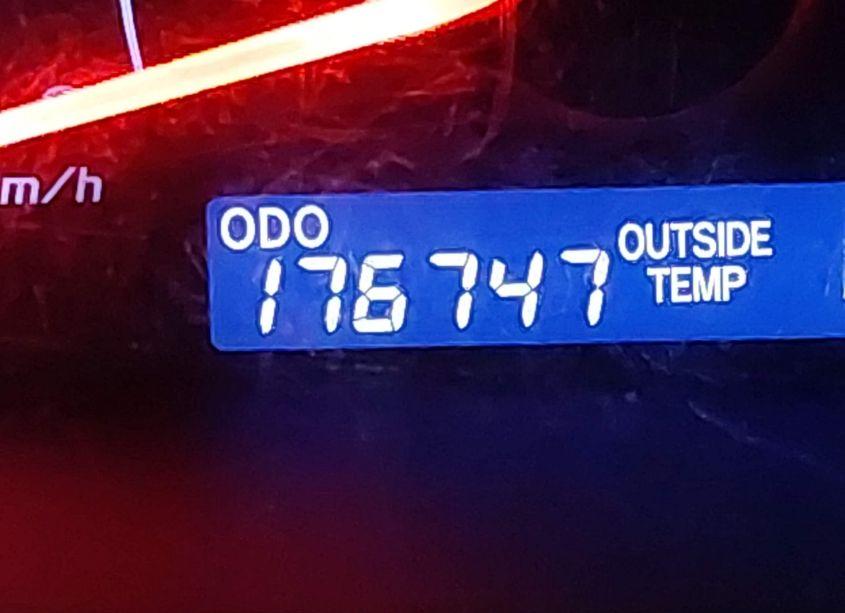 m/h
ODO
176747
OUTSIDE
TEMP